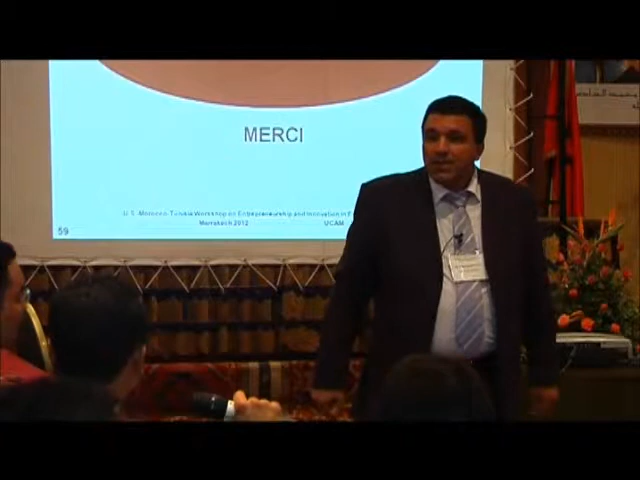 MERCI
U.S.-Morocco-Tunisia Workshop on Entrepreneurship and Innovation in
Marrakech 2012 UCAM
59